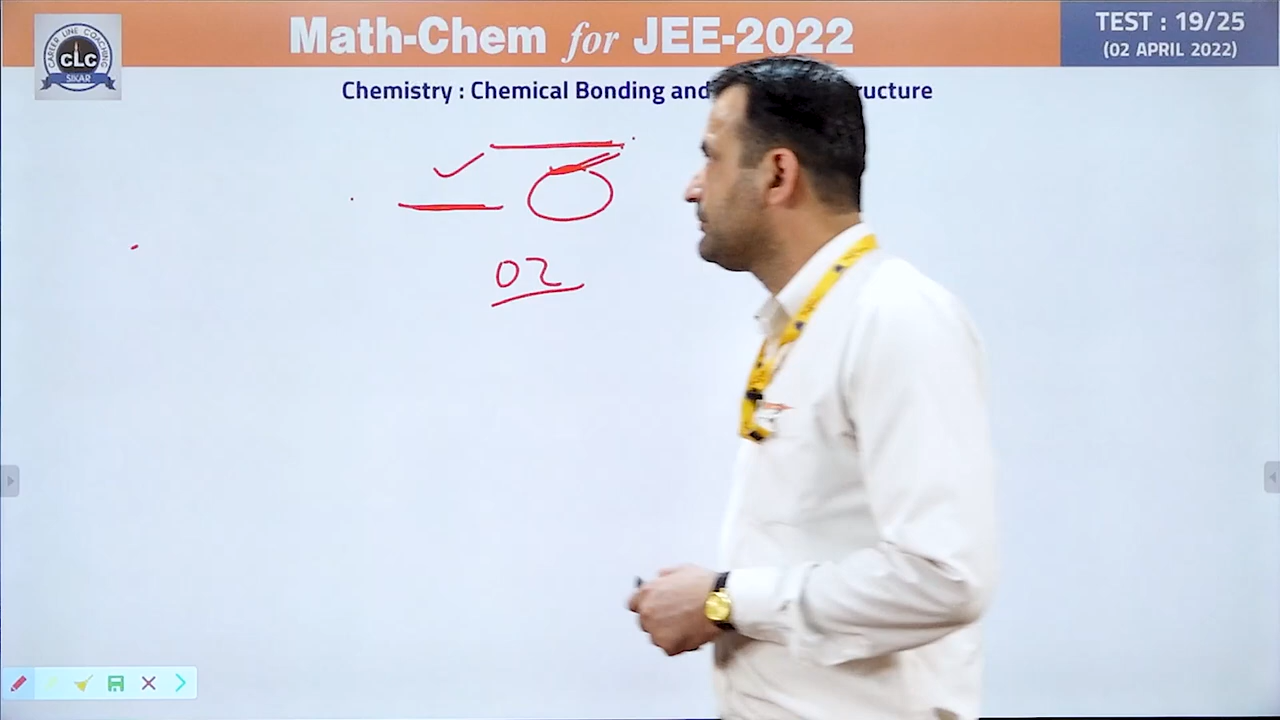 Math-Chem for JEE-2022
TEST : 19/25
(02 APRIL 2022)
CAREER LINE COACHING
CLC
SIKAR
Chemistry : Chemical Bonding and ructure
02